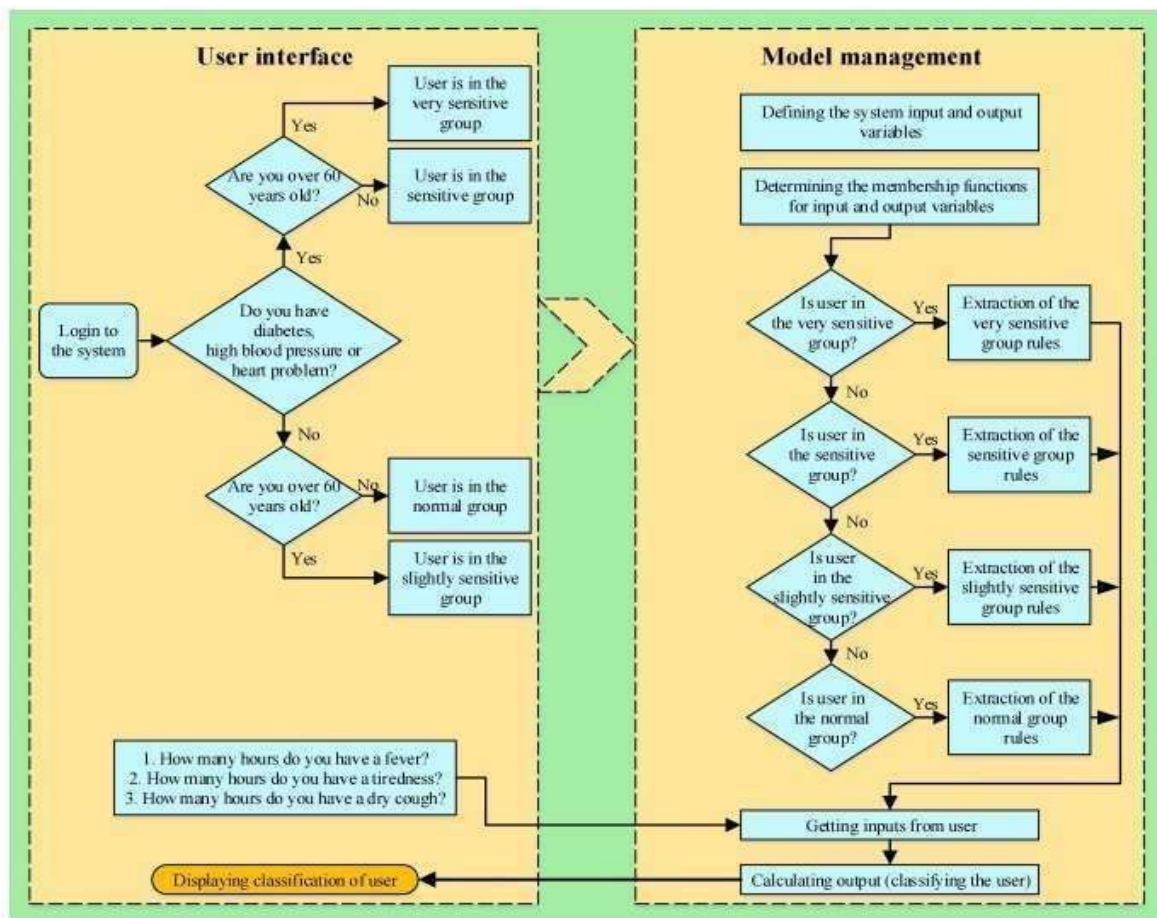 User interface
User is in the
very sensitive
group
Yes
Are you over 60
years old?
No
User is in the
sensitive group
Yes
Login to
the system
Do you have
diabetes,
high blood pressure or
heart problem?
No
Are you over 60
years old?
No
User is in the
normal group
Yes
User is in the
slightly sensitive
group
1. How many hours do you have a fever?
2. How many hours do you have a tiredness?
3. How many hours do you have a dry cough?
Displaying classification of user
Model management
Defining the system input and output
variables
Determining the membership functions
for input and output variables
Is user in
the very sensitive
group?
Yes
Extraction of the
very sensitive
group rules
No
Is user in
the sensitive
group?
Yes
Extraction of the
sensitive group
rules
No
Is user
in the
slightly sensitive
group?
Yes
Extraction of the
slightly sensitive
group rules
No
Is user in
the normal
group?
Yes
Extraction of the
normal group
rules
Getting inputs from user
Calculating output (classifying the user)